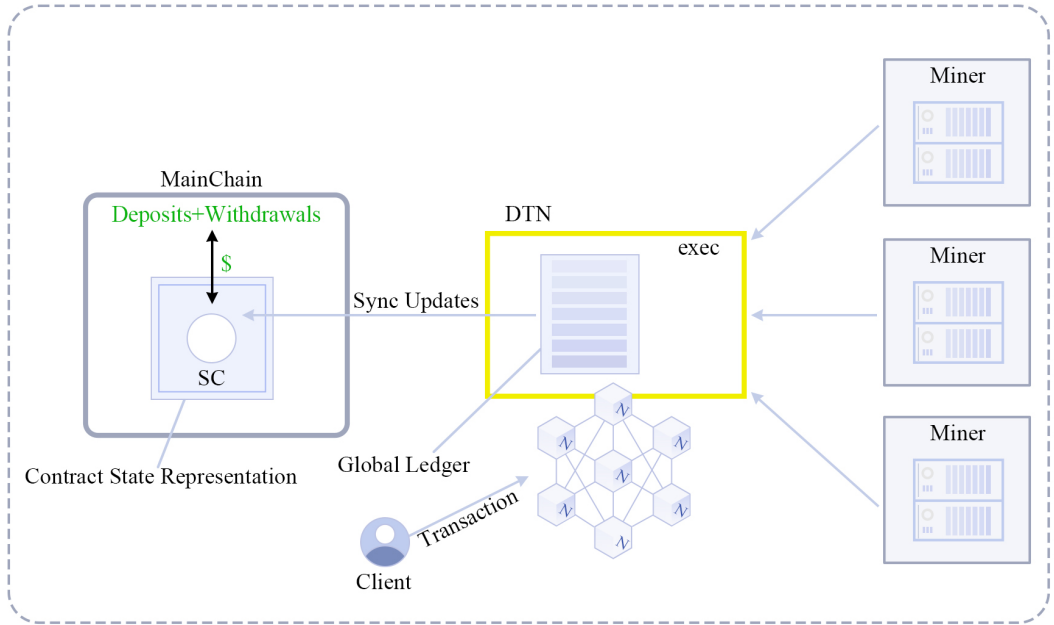 Miner
MainChain
Deposits+Withdrawals
DTN
exec
$
Miner
Sync Updates
SC
Miner
Contract State Representation
Global Ledger
N
N
N
N
N
N
N
Transaction
Client